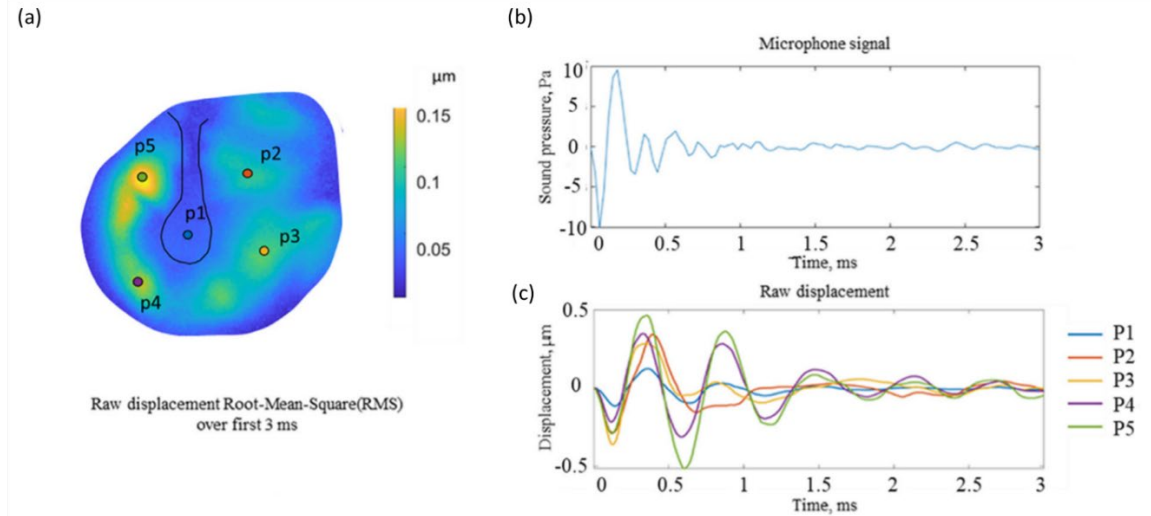 (a)
μm
0.15
0.1
0.05
p5
p2
p1
p3
p4
Raw displacement Root-Mean-Square(RMS)
over first 3 ms
(b)
Microphone signal
Sound pressure, Pa
10
5
0
-5
-10
0 0.5 1 1.5 2 2.5 3
Time, ms
(c)
Raw displacement
Displacement, μm
0.5
0
-0.5
0 0.5 1 1.5 2 2.5 3
Time, ms
P1
P2
P3
P4
P5